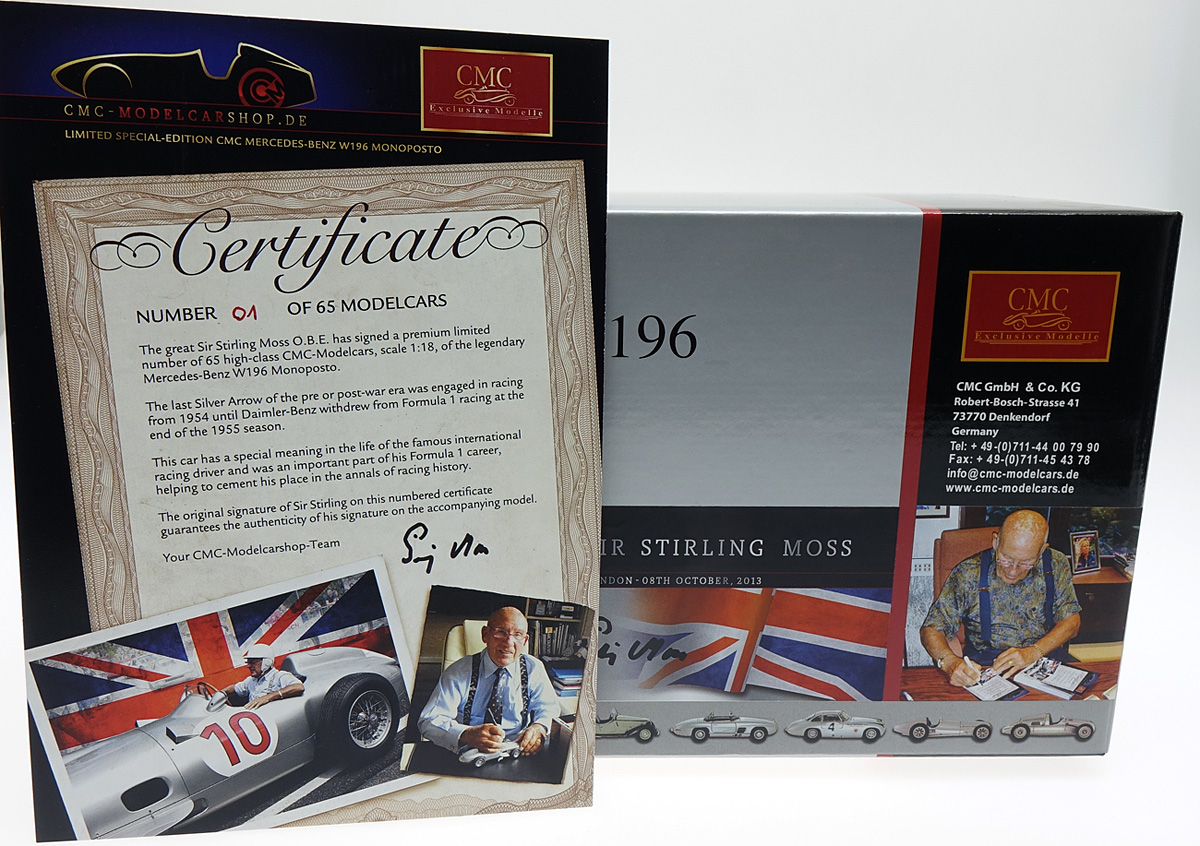 CMC-MODELCARSHOP.DE
CMC
Exclusive Modelle
LIMITED SPECIAL-EDITION CMC MERCEDES-BENZ W196 MONOPOSTO
Certificate
NUMBER 01 OF 65 MODELCARS
The great Sir Stirling Moss O.B.E. has signed a premium limited
number of 65 high-class CMC-Modelcars, scale 1:18, of the legendary
Mercedes-Benz W196 Monoposto.
The last Silver Arrow of the pre or post-war era was engaged in racing
from 1954 until Daimler-Benz withdrew from Formula 1 racing at the
end of the 1955 season.
This car has a special meaning in the life of the famous international
racing driver and was an important part of his Formula 1 career,
helping to cement his place in the annals of racing history.
The original signature of Sir Stirling on this numbered certificate
guarantees the authenticity of his signature on the accompanying model.
Your CMC-Modelcarshop-Team
10
196
IR STIRLING MOSS
NDON - 08TH OCTOBER, 2013
CMC
Exclusive Modelle
CMC GmbH & Co. KG
Robert-Bosch-Strasse 41
73770 Denkendorf
Germany
Tel: + 49-(0)711-44 00 79 90
Fax: + 49-(0)711-45 43 78
info@cmc-modelcars.de
www.cmc-modelcars.de
4